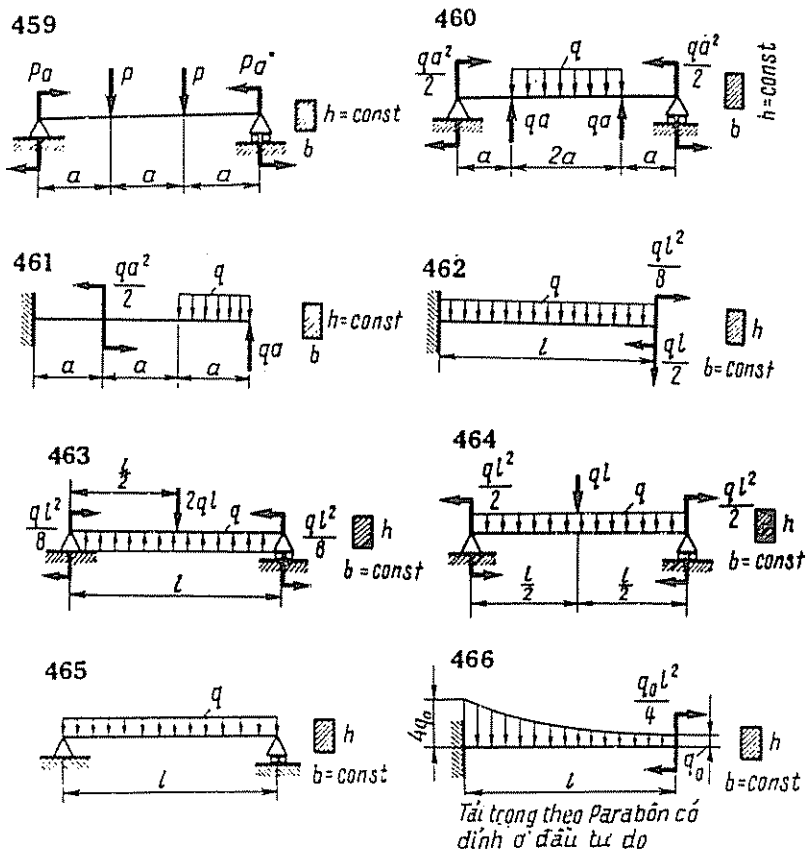 459
Pa
P
P
Pa
h = const
b
a
a
a
460
qa²/2
q
qa²/2
qa
qa
a
2a
a
b
h = const
461
qa²/2
q
qa
a
a
a
h = const
b
462
ql²/8
q
l
ql/2
h
b = const
463
l/2
ql²/8
2ql
q
ql²/8
l
h
b = const
464
ql²/2
ql
q
ql²/2
l/2
l/2
h
b = const
465
q
l
h
b = const
466
4q₀
q₀l²/4
q₀
l
h
b = const
Tải trọng theo Parabôn có
đỉnh ở đầu tự do